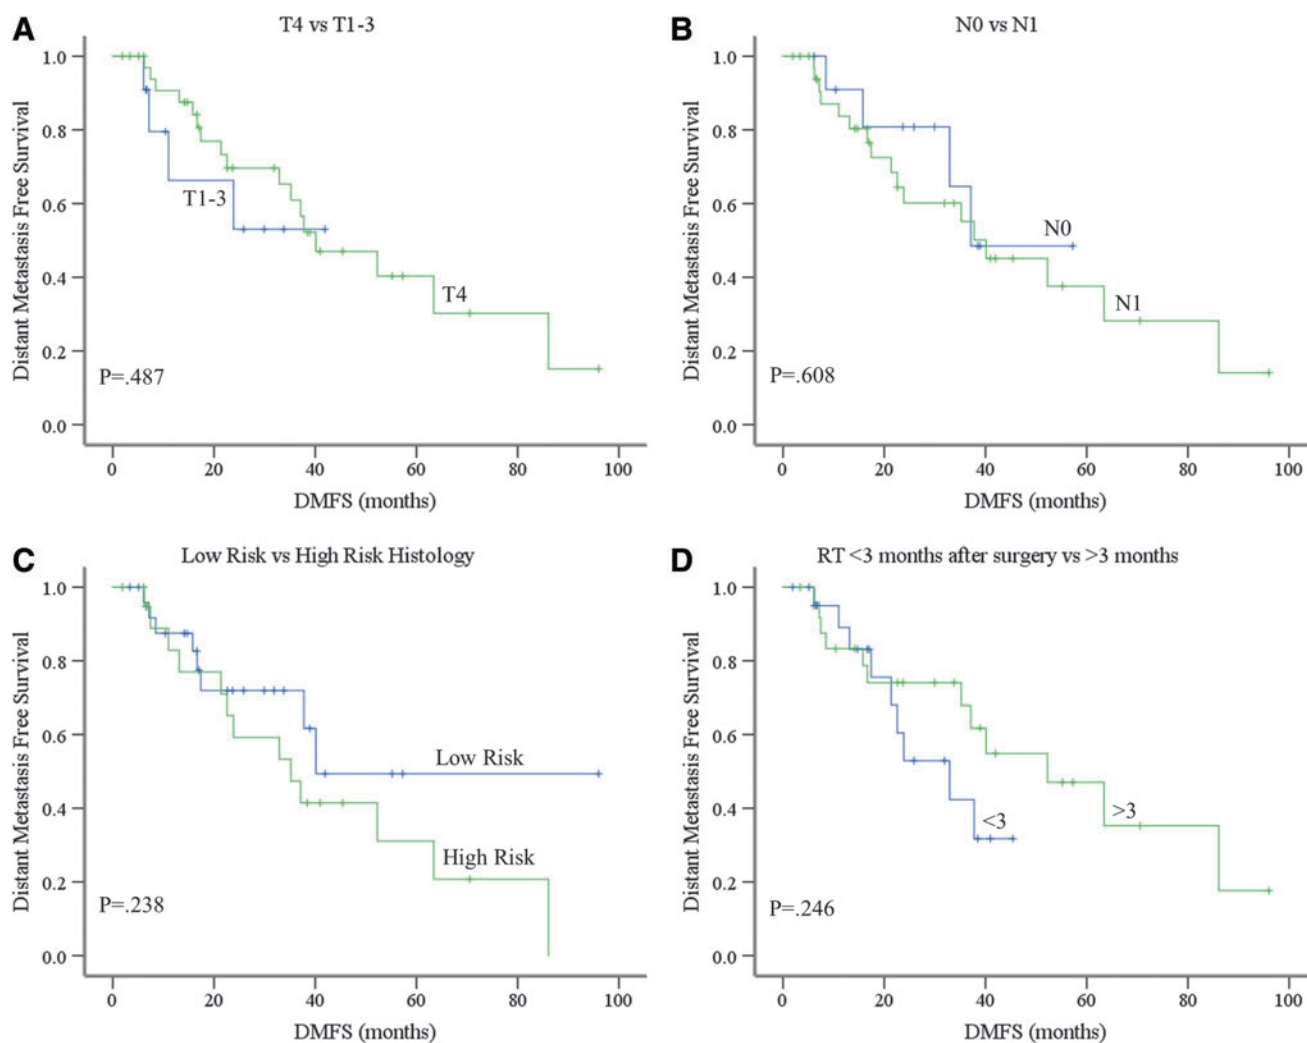 A
T4 vs T1-3
Distant Metastasis Free Survival
1.0
0.8
0.6
0.4
0.2
0.0
T1-3
T4
P=.487
0 20 40 60 80 100
DMFS (months)
B
N0 vs N1
Distant Metastasis Free Survival
1.0
0.8
0.6
0.4
0.2
0.0
N0
N1
P=.608
0 20 40 60 80 100
DMFS (months)
C
Low Risk vs High Risk Histology
Distant Metastasis Free Survival
1.0
0.8
0.6
0.4
0.2
0.0
Low Risk
High Risk
P=.238
0 20 40 60 80 100
DMFS (months)
D
RT <3 months after surgery vs >3 months
Distant Metastasis Free Survival
1.0
0.8
0.6
0.4
0.2
0.0
<3
>3
P=.246
0 20 40 60 80 100
DMFS (months)